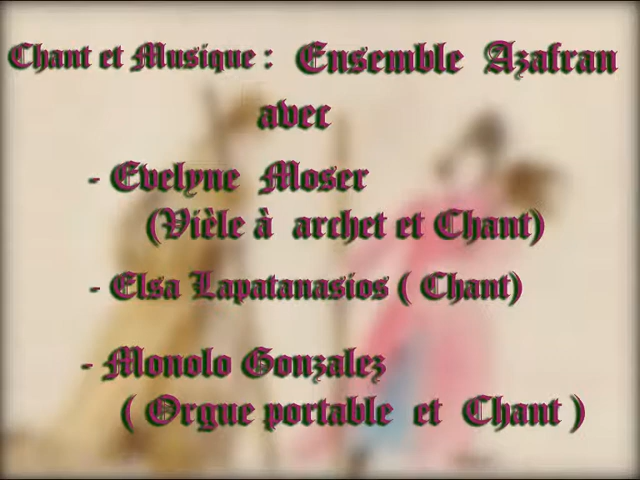 Chant et Musique : Ensemble Azafran
avec
- Evelyne Moser
(Vièle à archet et Chant)
- Elsa Lapatanasios ( Chant)
- Monolo Gonzalez
( Orgue portable et Chant )